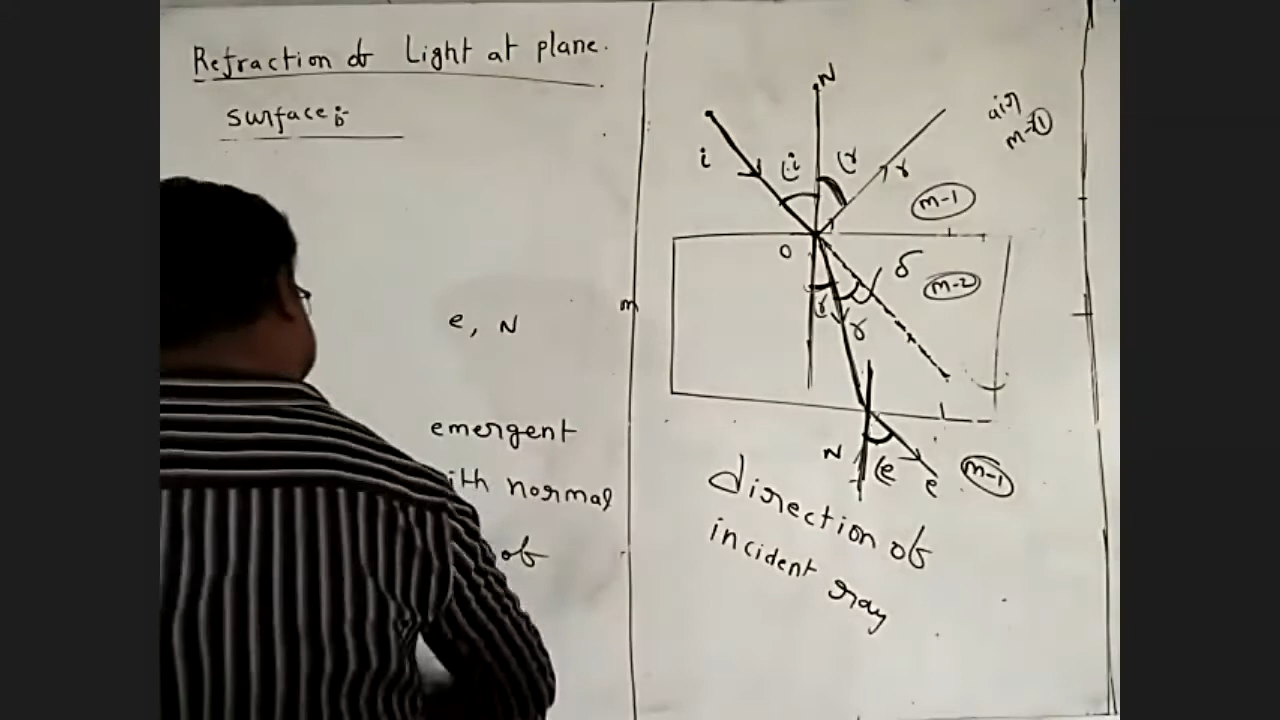 Refraction of Light at plane.
surface :-
e, N
emergent
ith normal
of
m
N
air
m-1
i
(i
(r
r
m-1
O
δ
m-2
(r
r
N
(e
e
m-1
direction of
incident ray